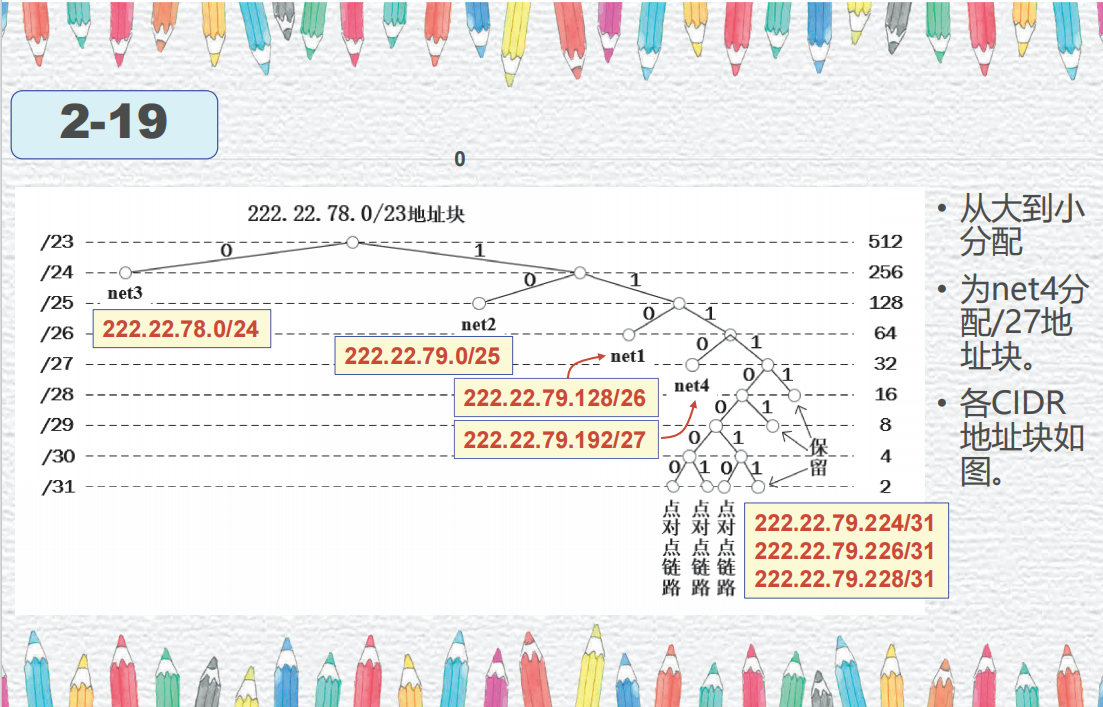 2-19
0
222.22.78.0/23地址块
/23 512
0 1
/24 256
net3 0 1
/25 128
222.22.78.0/24 net2 0 1
/26 64
222.22.79.0/25 net1 0 1
/27 32
222.22.79.128/26 net4 0 1
/28 16
222.22.79.192/27 0 1
/29 8
0 1 保留
/30 4
0 1 0 1
/31 2
点对点链路 点对点链路 点对点链路
222.22.79.224/31
222.22.79.226/31
222.22.79.228/31
• 从大到小
分配
• 为net4分
配/27地
址块。
• 各CIDR
地址块如
图。